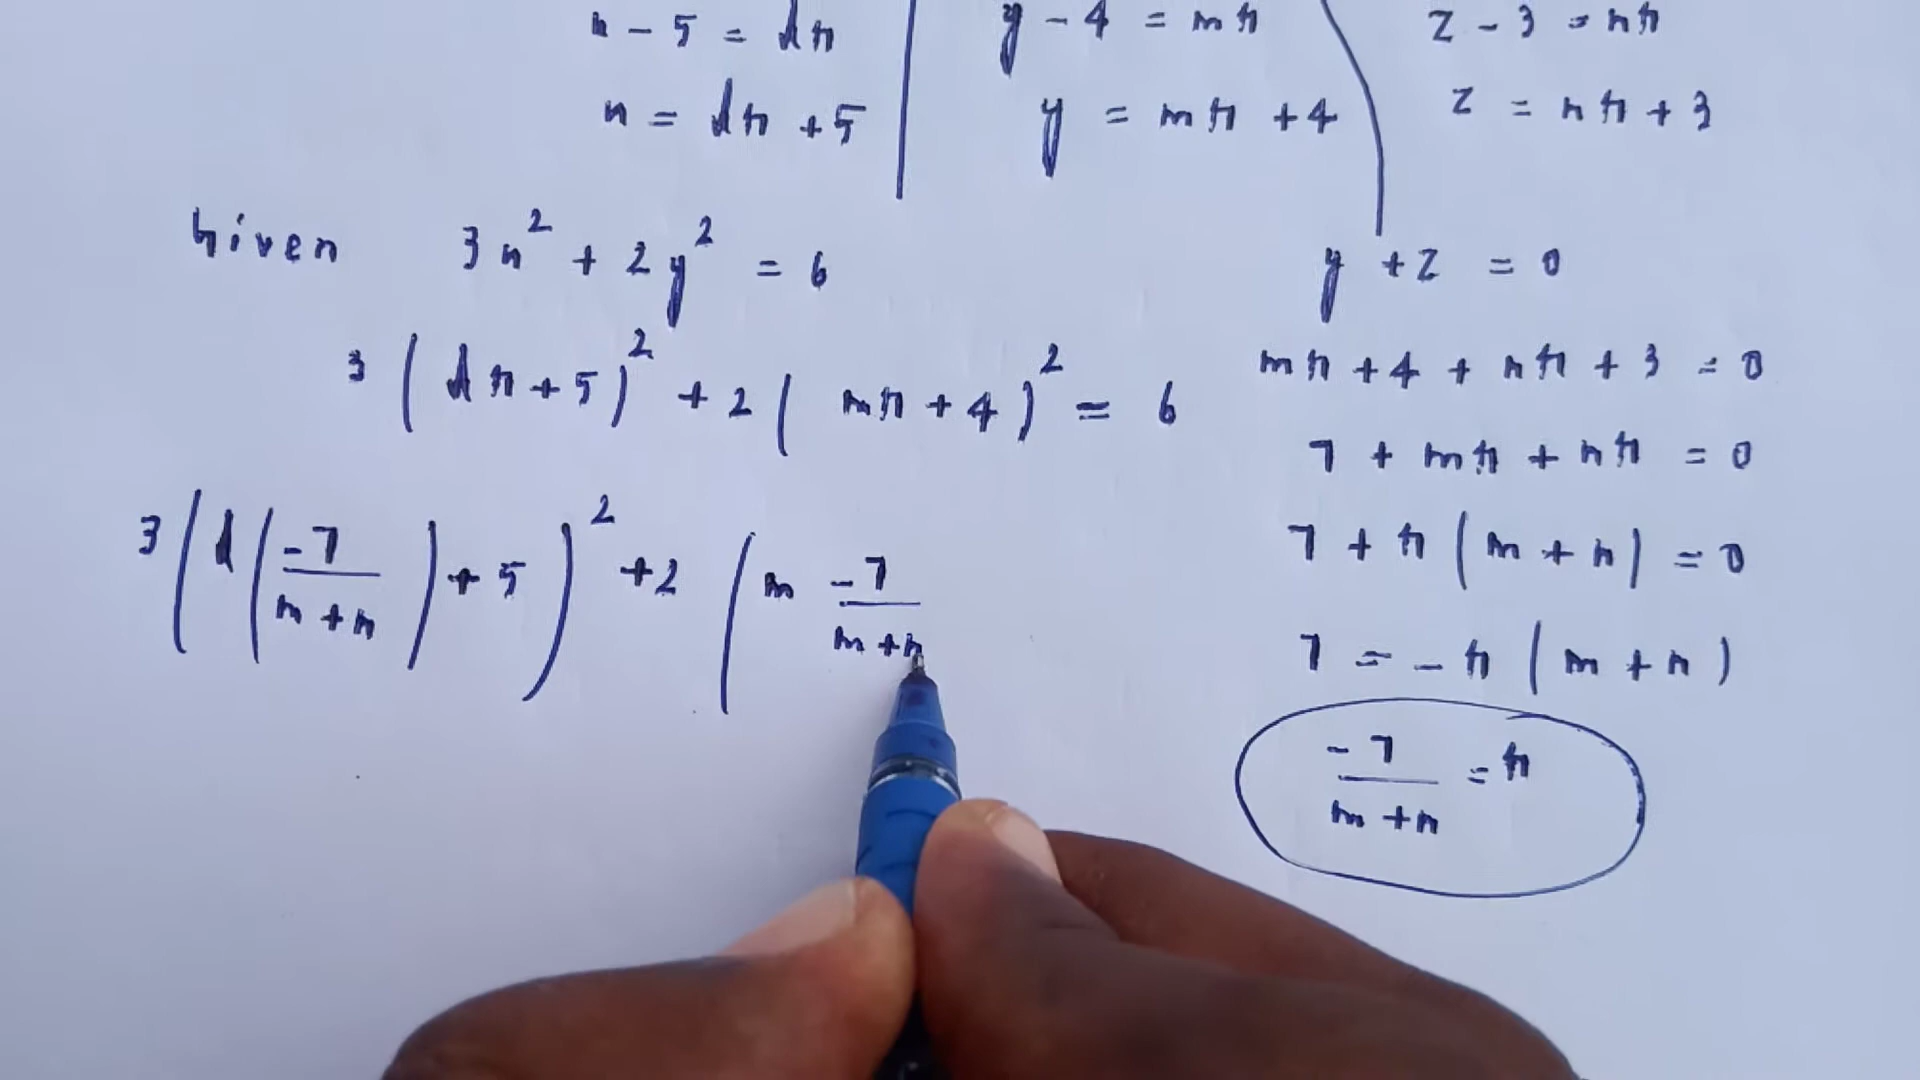 x - 5 = lr
y - 4 = mr
z - 3 = nr
x = lr + 5
y = mr + 4
z = nr + 3
Given 3x² + 2y² = 6
3(lr + 5)² + 2(mr + 4)² = 6
3(l(-7/(m + n)) + 5)² + 2(m -7/(m + n)
y + z = 0
mr + 4 + nr + 3 = 0
7 + mr + nr = 0
7 + r(m + n) = 0
7 = -r(m + n)
-7/(m + n) = r